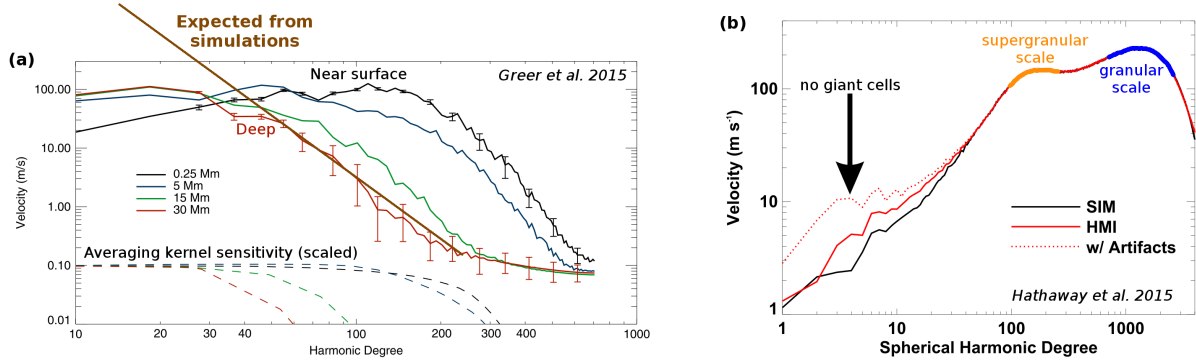 (a)
Expected from
simulations
Near surface
Greer et al. 2015
Deep
0.25 Mm
5 Mm
15 Mm
30 Mm
Averaging kernel sensitivity (scaled)
Velocity (m/s)
100.00
10.00
1.00
0.10
0.01
10 20 30 40 100 200 300 400 1000
Harmonic Degree
(b)
supergranular
scale
granular
scale
no giant cells
SIM
HMI
w/ Artifacts
Hathaway et al. 2015
Velocity (m s⁻¹)
100
10
1
1 10 100 1000
Spherical Harmonic Degree